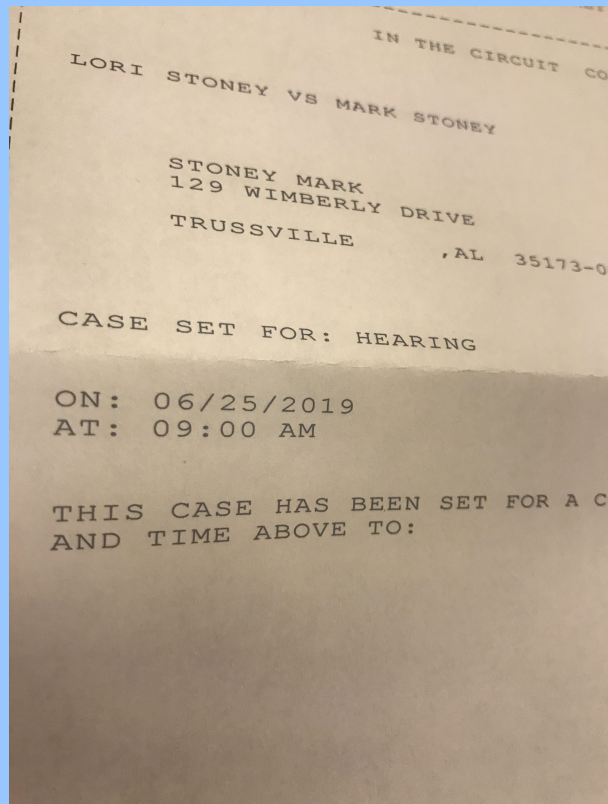 IN THE CIRCUIT CO
LORI STONEY VS MARK STONEY
STONEY MARK
129 WIMBERLY DRIVE
TRUSSVILLE ,AL 35173-0
CASE SET FOR: HEARING
ON: 06/25/2019
AT: 09:00 AM
THIS CASE HAS BEEN SET FOR A C
AND TIME ABOVE TO: